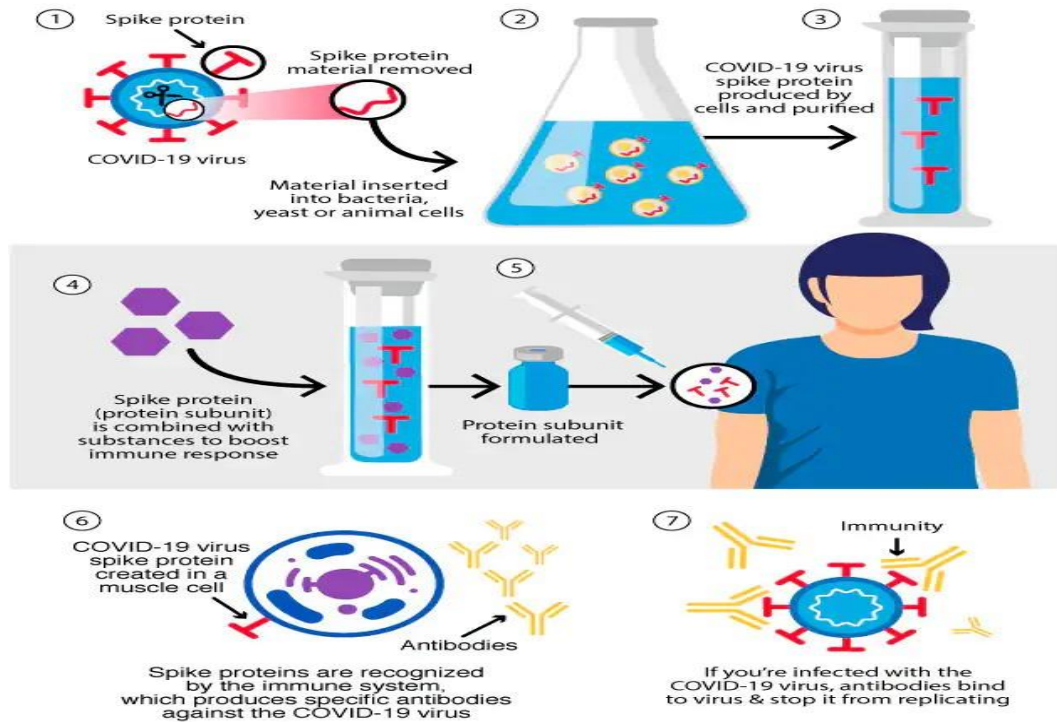 1
Spike protein
Spike protein
material removed
COVID-19 virus
Material inserted
into bacteria,
yeast or animal cells
2
COVID-19 virus
spike protein
produced by
cells and purified
3
4
Spike protein
(protein subunit)
is combined with
substances to boost
immune response
5
Protein subunit
formulated
6
COVID-19 virus
spike protein
created in a
muscle cell
Antibodies
Spike proteins are recognized
by the immune system,
which produces specific antibodies
against the COVID-19 virus
7
Immunity
If you're infected with the
COVID-19 virus, antibodies bind
to virus & stop it from replicating